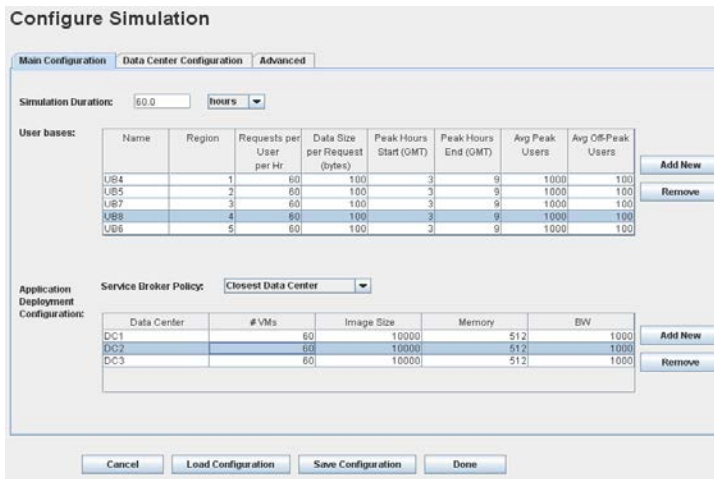 Configure Simulation
Main Configuration Data Center Configuration Advanced
Simulation Duration: 60.0 hours
User bases:
Name Region Requests per User per Hr Data Size per Request (bytes) Peak Hours Start (GMT) Peak Hours End (GMT) Avg Peak Users Avg Off-Peak Users
UB4 1 60 100 3 9 1000 100
UB5 2 60 100 3 9 1000 100
UB7 3 60 100 3 9 1000 100
UB8 4 60 100 3 9 1000 100
UB6 5 60 100 3 9 1000 100
Add New
Remove
Application Deployment Configuration:
Service Broker Policy: Closest Data Center
Data Center # VMs Image Size Memory BW
DC1 60 10000 512 1000
DC2 60 10000 512 1000
DC3 60 10000 512 1000
Add New
Remove
Cancel Load Configuration Save Configuration Done